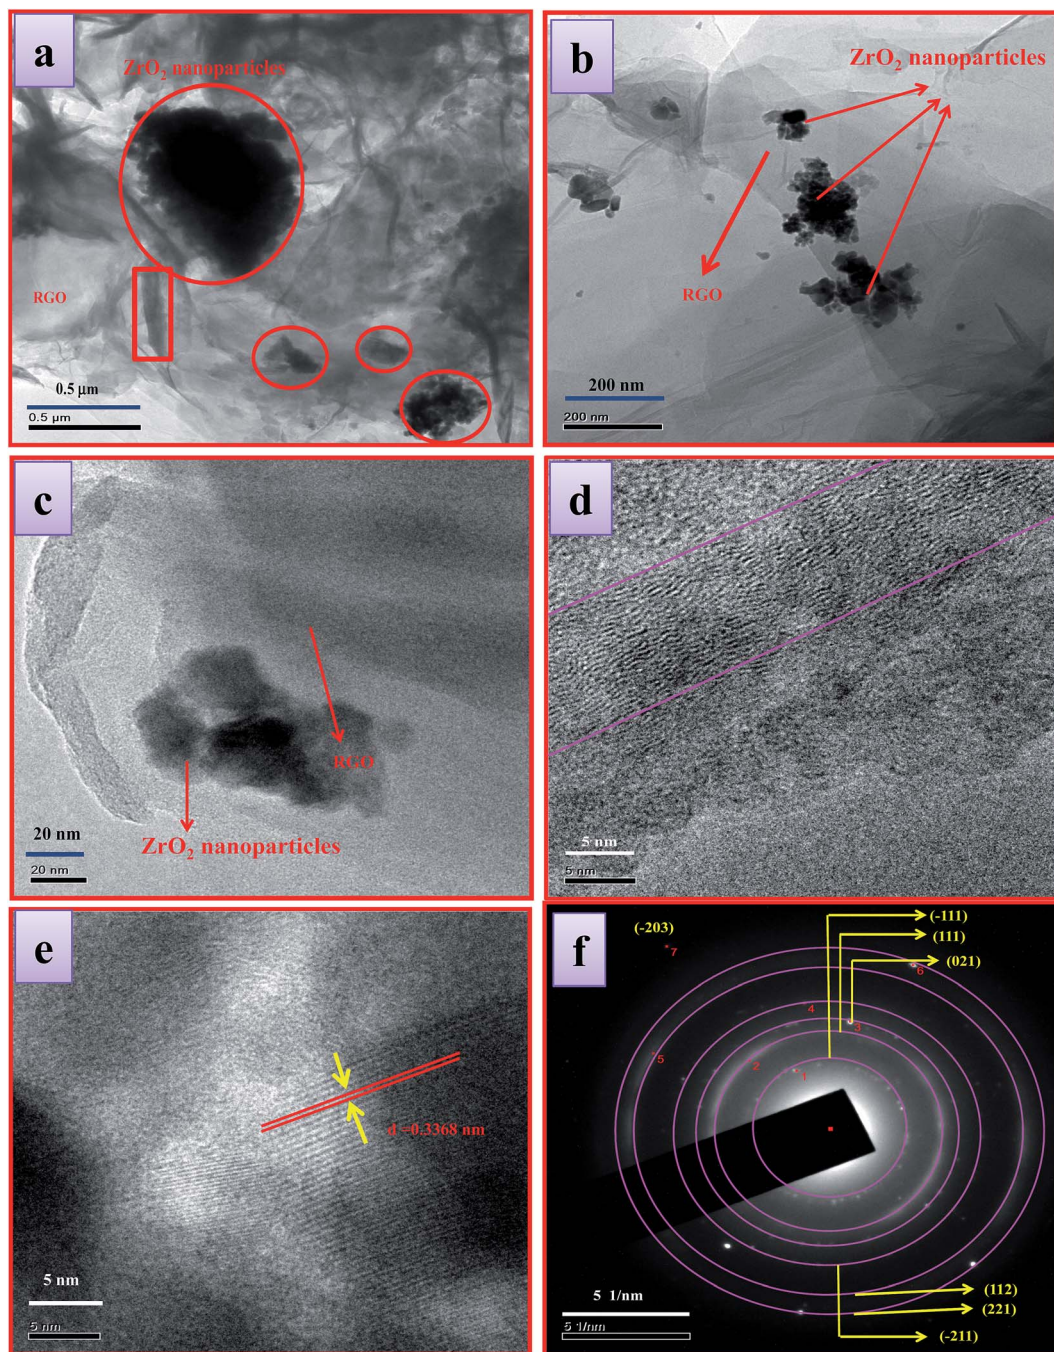 a
ZrO₂ nanoparticles
RGO
0.5 μm
0.5 µm
b
ZrO₂ nanoparticles
RGO
200 nm
200 nm
c
RGO
ZrO₂ nanoparticles
20 nm
20 nm
d
5 nm
5 nm
e
d =0.3368 nm
5 nm
5 nm
f
(-203)
(-111)
(111)
(021)
7
6
4
3
5
2
1
(112)
(221)
(-211)
5 1/nm
5 1/nm